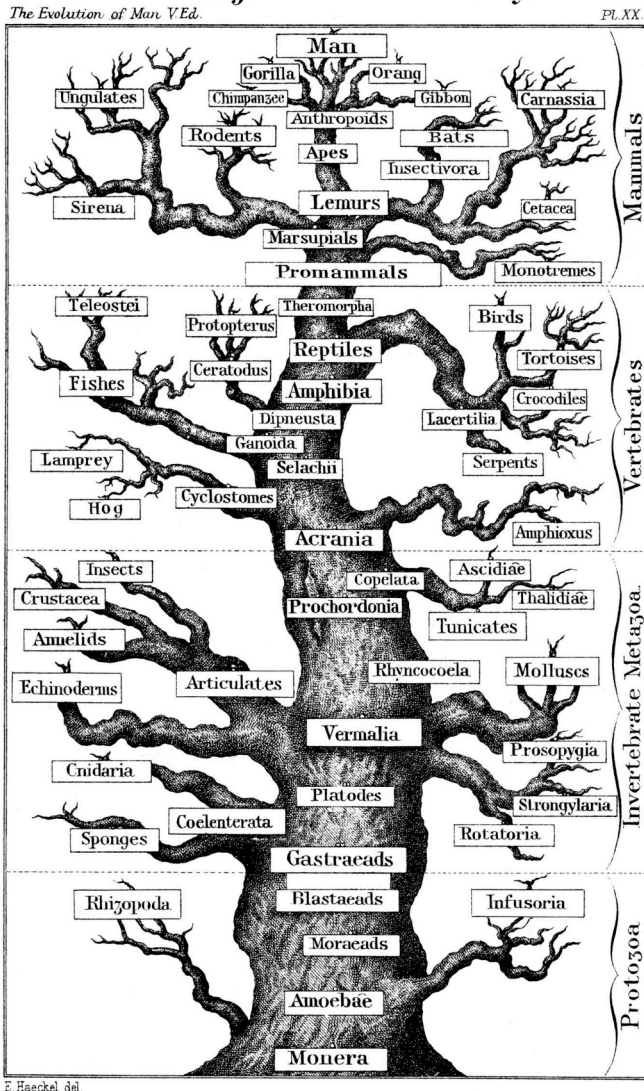 The Evolution of Man V.Ed.
Pl.XX.
Man
Gorilla
Orang
Ungulates
Chimpanzee
Gibbon
Carnassia
Anthropoids
Rodents
Bats
Apes
Insectivora
Sirena
Lemurs
Cetacea
Marsupials
Promammals
Monotremes
Mammals
Teleostei
Theromorpha
Birds
Protopterus
Reptiles
Tortoises
Fishes
Ceratodus
Amphibia
Crocodiles
Dipneusta
Lacertilia
Ganoida
Lamprey
Selachii
Serpents
Hog
Cyclostomes
Acrania
Amphioxus
Vertebrates
Insects
Copelata
Ascidiae
Crustacea
Prochordonia
Thalidiae
Annelids
Tunicates
Echinoderms
Articulates
Rhyncocoela
Molluscs
Vermalia
Prosopygia
Cnidaria
Platodes
Strongylaria
Sponges
Coelenterata
Rotatoria
Gastraeads
Invertebrate Metazoa.
Rhizopoda
Blastaeads
Infusoria
Moraeads
Amoebae
Monera
Protozoa
E. Haeckel del.